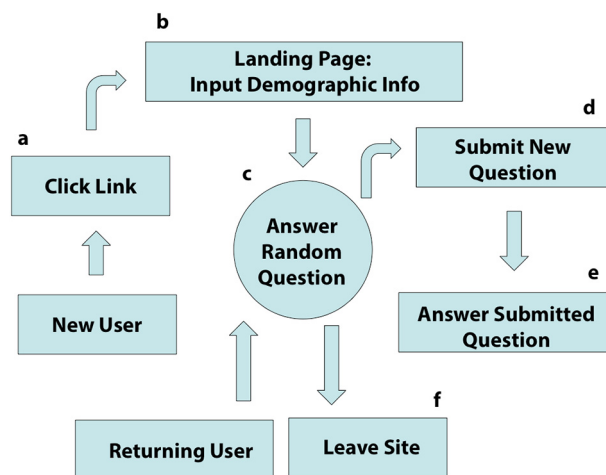 b
Landing Page:
Input Demographic Info
d
a
Submit New
Question
Click Link
c
Answer
Random
Question
e
New User
Answer Submitted
Question
f
Returning User
Leave Site